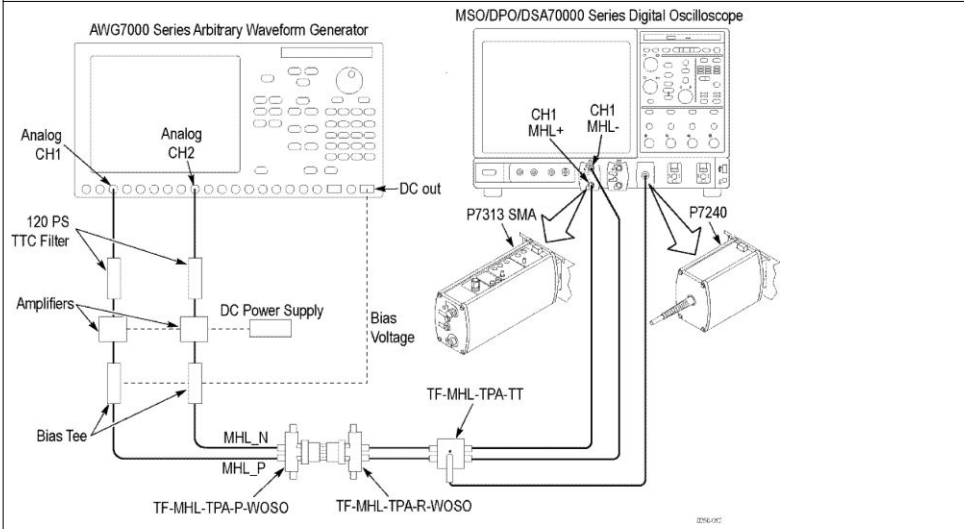 AWG7000 Series Arbitrary Waveform Generator
MSO/DPO/DSA70000 Series Digital Oscilloscope
Analog
CH1
Analog
CH2
DC out
CH1
MHL+
CH1
MHL-
P7313 SMA
P7240
120 PS
TTC Filter
Amplifiers
DC Power Supply
Bias
Voltage
Bias Tee
MHL_N
MHL_P
TF-MHL-TPA-TT
TF-MHL-TPA-P-WOSO
TF-MHL-TPA-R-WOSO